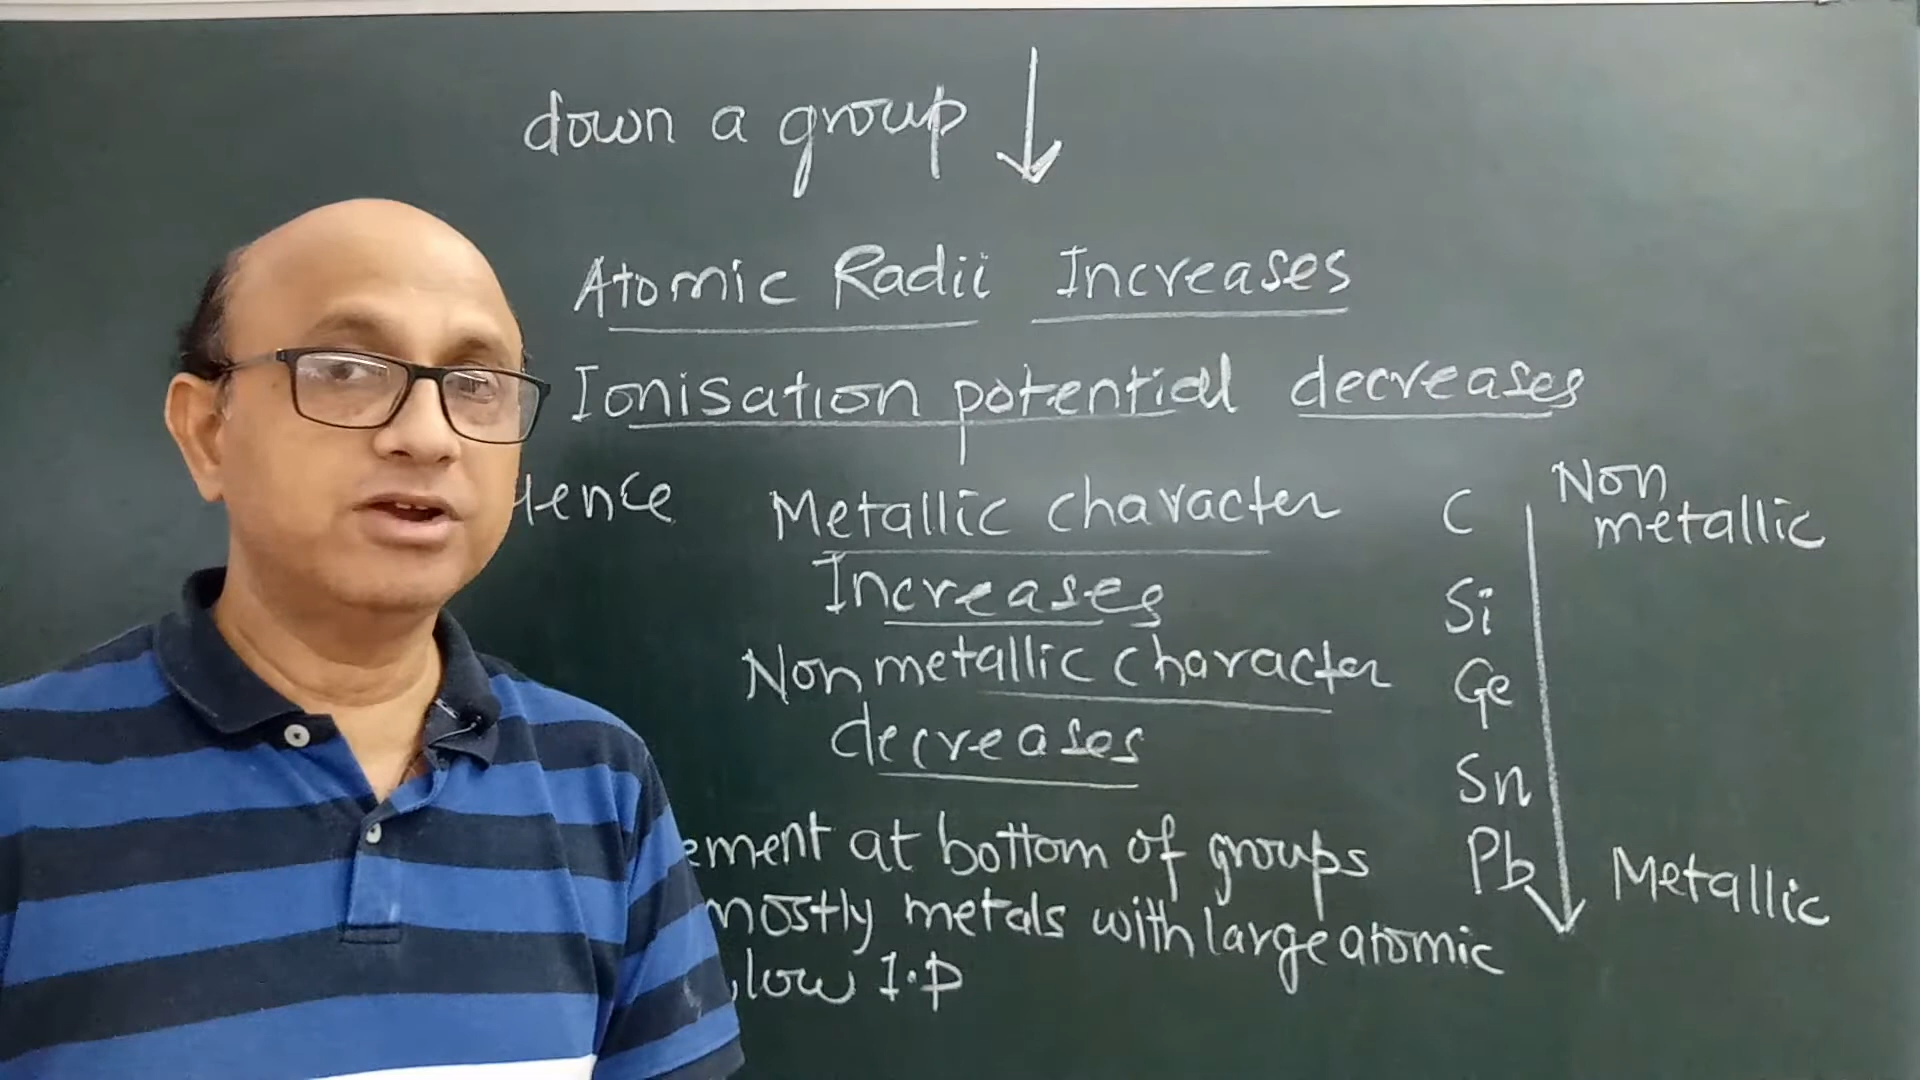 down a group
Atomic Radii Increases
Ionisation potential decreases
Hence Metallic character
Increases
Non metallic character
decreases
ement at bottom of groups
mostly metals with large atomic
, low I.P
C
Si
Ge
Sn
Pb
Non
metallic
Metallic